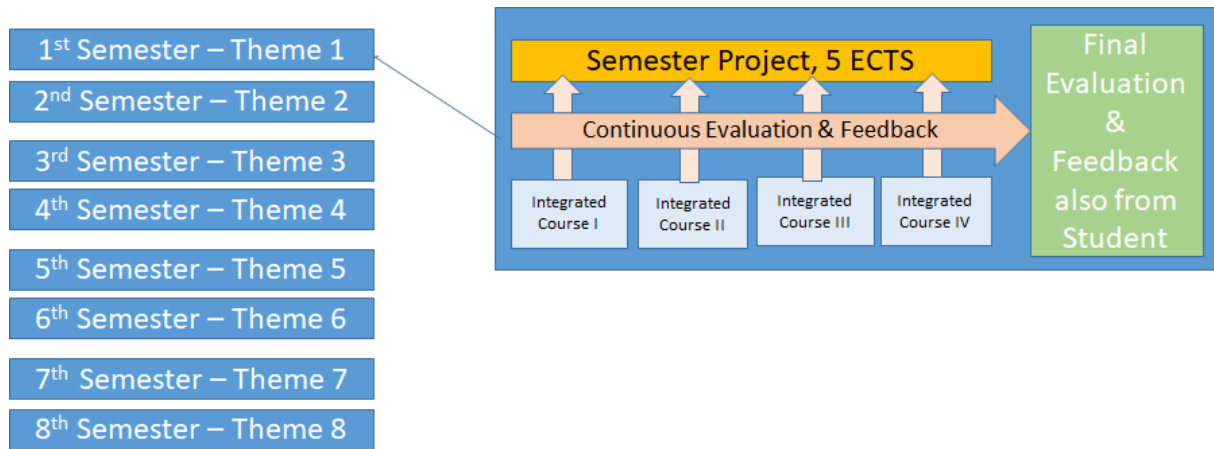 1st Semester – Theme 1
2nd Semester – Theme 2
3rd Semester – Theme 3
4th Semester – Theme 4
5th Semester – Theme 5
6th Semester – Theme 6
7th Semester – Theme 7
8th Semester – Theme 8
Semester Project, 5 ECTS
Continuous Evaluation & Feedback
Integrated
Course I
Integrated
Course II
Integrated
Course III
Integrated
Course IV
Final
Evaluation
&
Feedback
also from
Student